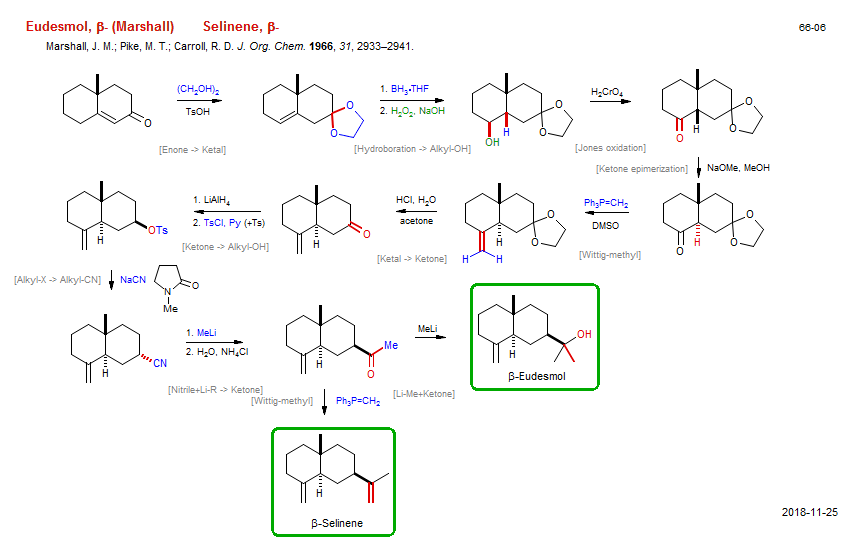 Eudesmol, β- (Marshall) Selinene, β-
66-06
Marshall, J. M.; Pike, M. T.; Carroll, R. D. J. Org. Chem. 1966, 31, 2933–2941.
(CH₂OH)₂
TsOH
[Enone -> Ketal]
O
O
O
1. BH₃•THF
2. H₂O₂, NaOH
[Hydroboration -> Alkyl-OH]
OH
H
O
O
H₂CrO₄
[Jones oxidation]
O
H
O
O
[Ketone epimerization]
NaOMe, MeOH
O
H
O
O
Ph₃P=CH₂
DMSO
[Wittig-methyl]
H
H
H
O
O
HCl, H₂O
acetone
[Ketal -> Ketone]
H
O
1. LiAlH₄
2. TsCl, Py (+Ts)
[Ketone -> Alkyl-OH]
H
OTs
[Alkyl-X -> Alkyl-CN]
NaCN
N
O
Me
H
CN
1. MeLi
2. H₂O, NH₄Cl
[Nitrile+Li-R -> Ketone]
H
Me
O
MeLi
[Li-Me+Ketone]
H
OH
β-Eudesmol
[Wittig-methyl]
Ph₃P=CH₂
H
β-Selinene
2018-11-25